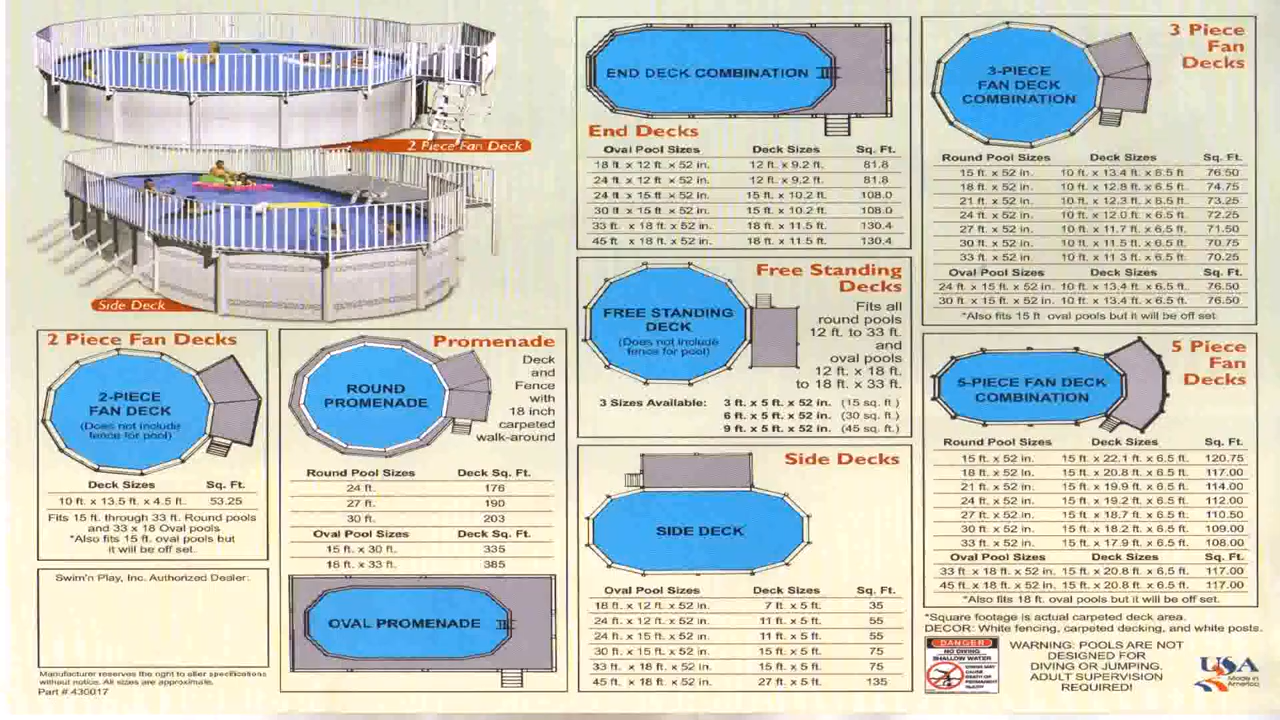 2 Piece Fan Deck
Side Deck
2 Piece Fan Decks
2-PIECE
FAN DECK
(Does not include
fence for pool)
Deck Sizes Sq. Ft.
10 ft. x 13.5 ft. x 4.5 ft. 53.25
Fits 15 ft. through 33 ft. Round pools
and 33 x 18 Oval pools
*Also fits 15 ft. oval pools but
it will be off set.
Swim'n Play, Inc. Authorized Dealer:
Manufacturer reserves the right to alter specifications
without notice. All sizes are approximate.
Part # 430017
Promenade
ROUND
PROMENADE
Deck
and
Fence
with
18 inch
carpeted
walk-around
Round Pool Sizes Deck Sq. Ft.
24 ft. 176
27 ft. 190
30 ft. 203
Oval Pool Sizes Deck Sq. Ft.
15 ft. x 30 ft. 335
18 ft. x 33 ft. 385
OVAL PROMENADE
END DECK COMBINATION
End Decks
Oval Pool Sizes Deck Sizes Sq. Ft.
18 ft. x 12 ft. x 52 in. 12 ft. x 9.2 ft. 81.8
24 ft. x 12 ft. x 52 in. 12 ft. x 9.2 ft. 81.8
24 ft. x 15 ft. x 52 in. 15 ft. x 10.2 ft. 108.0
30 ft. x 15 ft. x 52 in. 15 ft. x 10.2 ft. 108.0
33 ft. x 18 ft. x 52 in. 18 ft. x 11.5 ft. 130.4
45 ft. x 18 ft. x 52 in. 18 ft. x 11.5 ft. 130.4
Free Standing
Decks
FREE STANDING
DECK
(Does not include
fence for pool)
Fits all
round pools
12 ft. to 33 ft.
and
oval pools
12 ft. x 18 ft.
to 18 ft. x 33 ft.
3 Sizes Available: 3 ft. x 5 ft. x 52 in. (15 sq. ft.)
6 ft. x 5 ft. x 52 in. (30 sq. ft.)
9 ft. x 5 ft. x 52 in. (45 sq. ft.)
Side Decks
SIDE DECK
Oval Pool Sizes Deck Sizes Sq. Ft.
18 ft. x 12 ft. x 52 in. 7 ft. x 5 ft. 35
24 ft. x 12 ft. x 52 in. 11 ft. x 5 ft. 55
24 ft. x 15 ft. x 52 in. 11 ft. x 5 ft. 55
30 ft. x 15 ft. x 52 in. 15 ft. x 5 ft. 75
33 ft. x 18 ft. x 52 in. 15 ft. x 5 ft. 75
45 ft. x 18 ft. x 52 in. 27 ft. x 5 ft. 135
3 Piece
Fan
Decks
3-PIECE
FAN DECK
COMBINATION
Round Pool Sizes Deck Sizes Sq. Ft.
15 ft. x 52 in. 10 ft. x 13.4 ft. x 6.5 ft 76.50
18 ft. x 52 in. 10 ft. x 12.8 ft. x 6.5 ft. 74.75
21 ft. x 52 in. 10 ft. x 12.3 ft. x 6.5 ft. 73.25
24 ft. x 52 in. 10 ft. x 12.0 ft. x 6.5 ft. 72.25
27 ft. x 52 in. 10 ft. x 11.7 ft. x 6.5 ft. 71.50
30 ft. x 52 in. 10 ft. x 11.5 ft. x 6.5 ft. 70.75
33 ft. x 52 in. 10 ft. x 11.3 ft. x 6.5 ft. 70.25
Oval Pool Sizes Deck Sizes Sq. Ft.
24 ft. x 15 ft. x 52 in. 10 ft. x 13.4 ft. x 6.5 ft. 76.50
30 ft. x 15 ft. x 52 in. 10 ft. x 13.4 ft. x 6.5 ft. 76.50
*Also fits 15 ft. oval pools but it will be off set.
5 Piece
Fan
Decks
5-PIECE FAN DECK
COMBINATION
Round Pool Sizes Deck Sizes Sq. Ft.
15 ft. x 52 in. 15 ft. x 22.1 ft. x 6.5 ft. 120.75
18 ft. x 52 in. 15 ft. x 20.8 ft. x 6.5 ft. 117.00
21 ft. x 52 in. 15 ft. x 19.9 ft. x 6.5 ft. 114.00
24 ft. x 52 in. 15 ft. x 19.2 ft. x 6.5 ft. 112.00
27 ft. x 52 in. 15 ft. x 18.7 ft. x 6.5 ft. 110.50
30 ft. x 52 in. 15 ft. x 18.2 ft. x 6.5 ft. 109.00
33 ft. x 52 in. 15 ft. x 17.9 ft. x 6.5 ft. 108.00
Oval Pool Sizes Deck Sizes Sq. Ft.
33 ft. x 18 ft. x 52 in. 15 ft. x 20.8 ft. x 6.5 ft. 117.00
45 ft. x 18 ft. x 52 in. 15 ft. x 20.8 ft. x 6.5 ft. 117.00
*Also fits 18 ft. oval pools but it will be off set.
*Square footage is actual carpeted deck area.
DECOR: White fencing, carpeted decking, and white posts.
DANGER
NO DIVING
SHALLOW WATER
DIVING MAY
CAUSE
DEATH OR
PERMANENT
INJURY
WARNING: POOLS ARE NOT
DESIGNED FOR
DIVING OR JUMPING.
ADULT SUPERVISION
REQUIRED!
USA
Made in
America